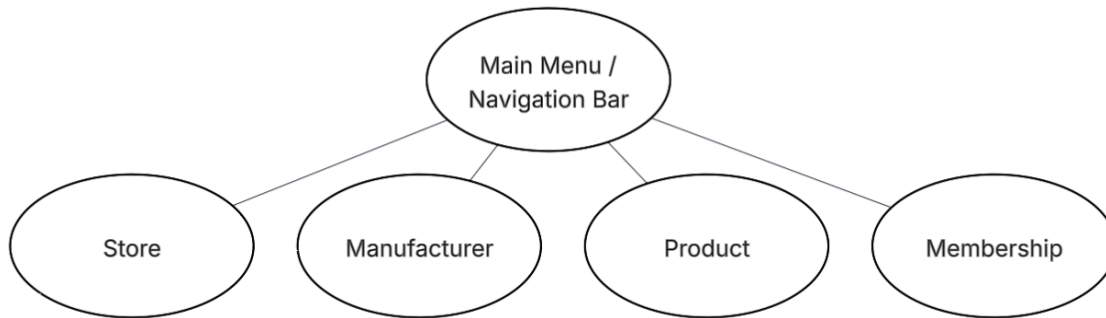 Main Menu /
Navigation Bar
Store
Manufacturer
Product
Membership